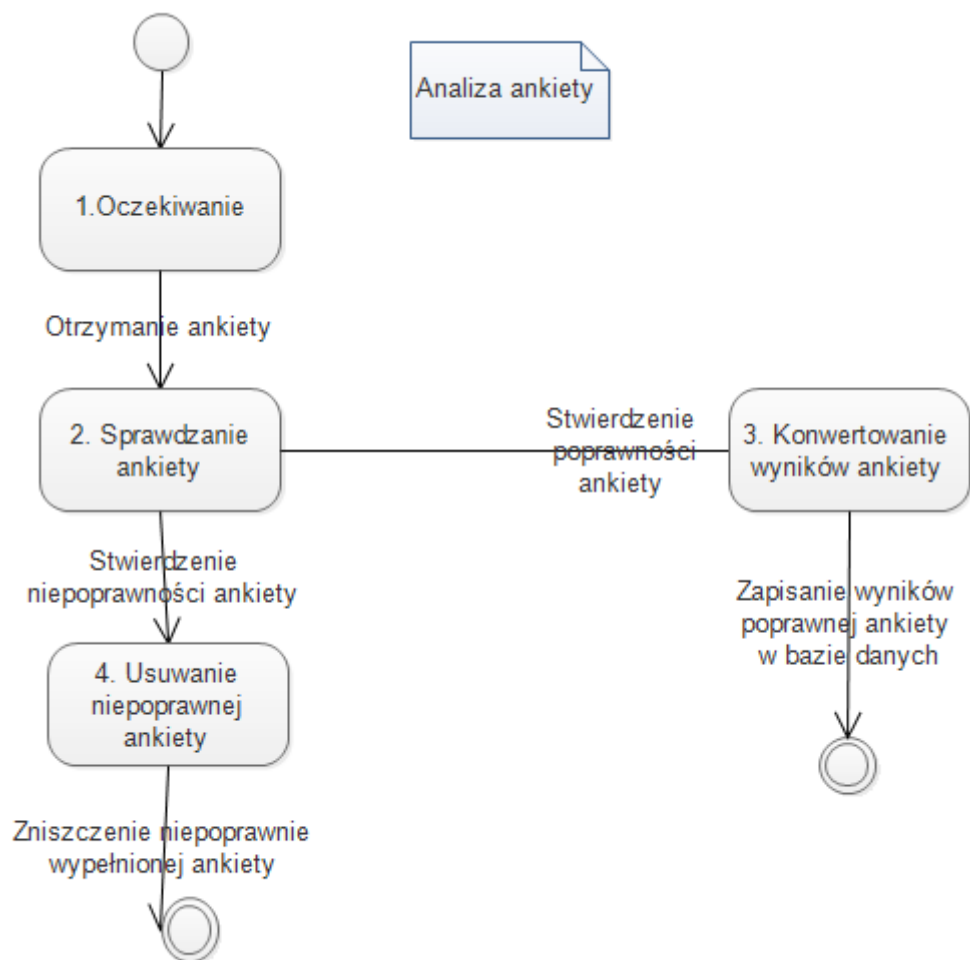 Analiza ankiety
1.Oczekiwanie
Otrzymanie ankiety
2. Sprawdzanie
ankiety
Stwierdzenie
poprawności
ankiety
3. Konwertowanie
wyników ankiety
Stwierdzenie
niepoprawności ankiety
Zapisanie wyników
poprawnej ankiety
w bazie danych
4. Usuwanie
niepoprawnej
ankiety
Zniszczenie niepoprawnie
wypełnionej ankiety